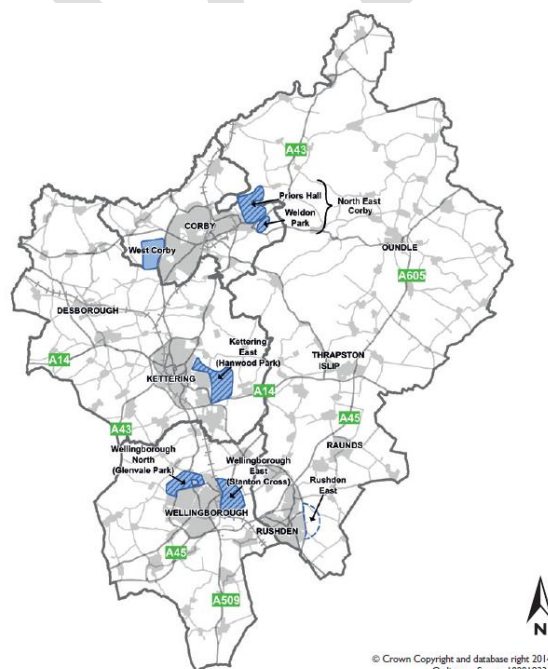 A43
Priors Hall
North East
Corby
Weldon
Park
CORBY
West Corby
OUNDLE
A605
DESBOROUGH
Kettering
East
(Hanwood Park)
A14
THRAPSTON
ISLIP
KETTERING
A14
A45
A43
RAUNDS
Wellingborough
North
(Glenvale Park)
Wellingborough
East
(Stanton Cross)
Rushden
East
WELLINGBOROUGH
RUSHDEN
A45
A509
N
© Crown Copyright and database right 2014